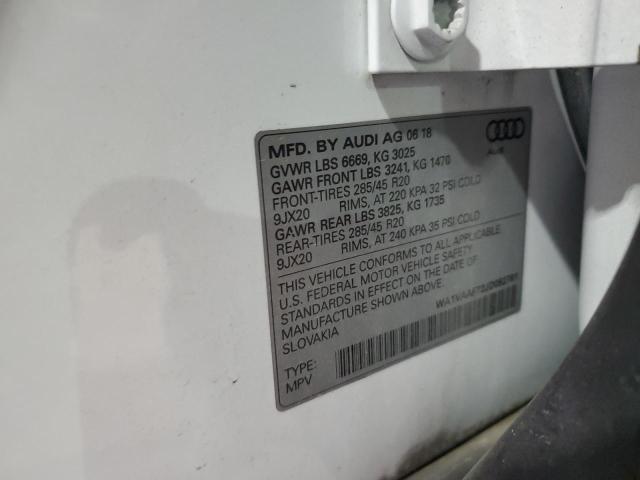 MFD. BY AUDI AG 06 18
GVWR LBS 6669, KG 3025
GAWR FRONT LBS 3241, KG 1470
FRONT-TIRES 285/45 R20
9JX20 RIMS, AT 220 KPA 32 PSI COLD
GAWR REAR LBS 3825, KG 1735
REAR-TIRES 285/45 R20
9JX20 RIMS, AT 240 KPA 35 PSI COLD
THIS VEHICLE CONFORMS TO ALL APPLICABLE
U.S. FEDERAL MOTOR VEHICLE SAFETY
STANDARDS IN EFFECT ON THE DATE OF
MANUFACTURE SHOWN ABOVE.
SLOVAKIA
TYPE:
MPV